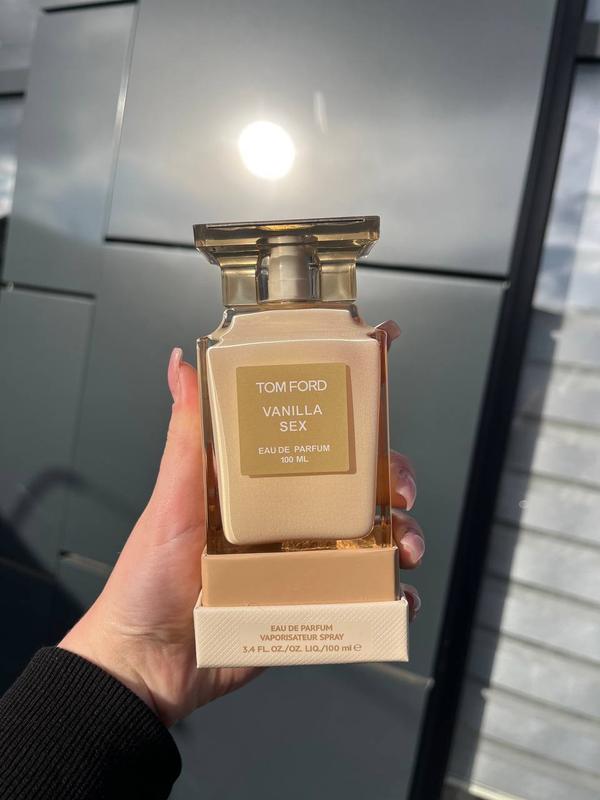 TOM FORD
VANILLA
SEX
EAU DE PARFUM
100 ML
EAU DE PARFUM
VAPORISATEUR SPRAY
3.4 FL.OZ./OZ. LIQ./100 ml ℮